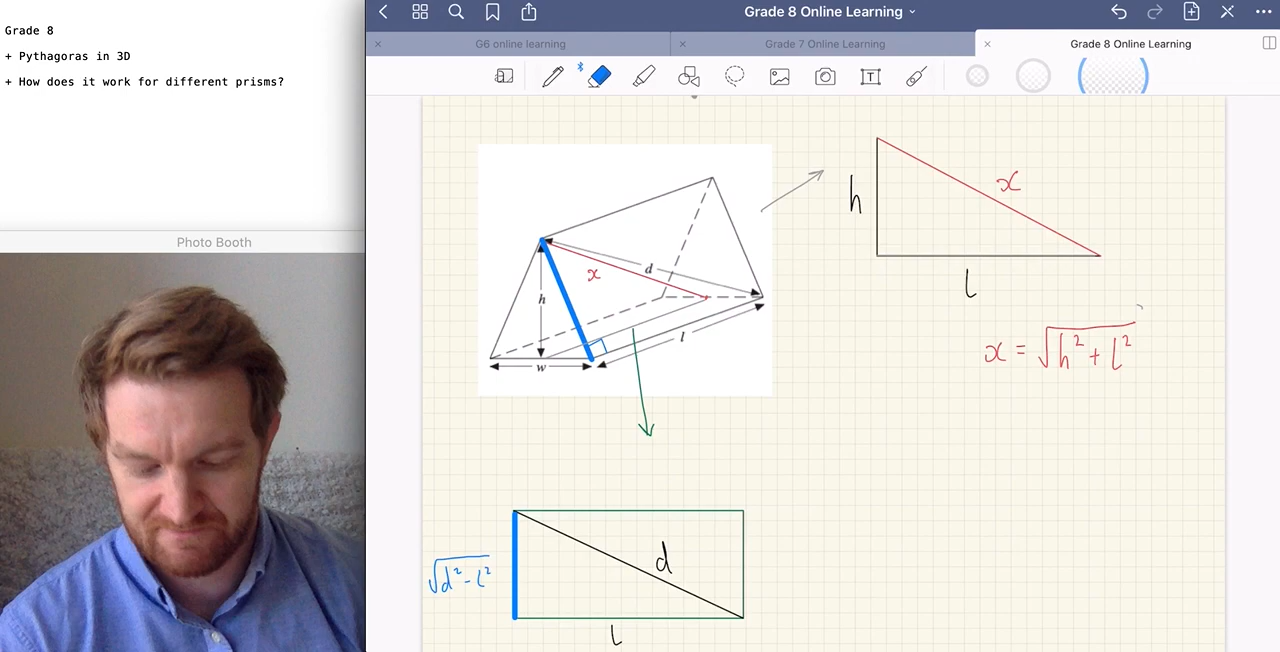 Grade 8
+ Pythagoras in 3D
+ How does it work for different prisms?
Photo Booth
Grade 8 Online Learning
G6 online learning
Grade 7 Online Learning
Grade 8 Online Learning
T
h
x
l
x
d
h
l
w
x = √h² + l²
d
√d² - l²
l